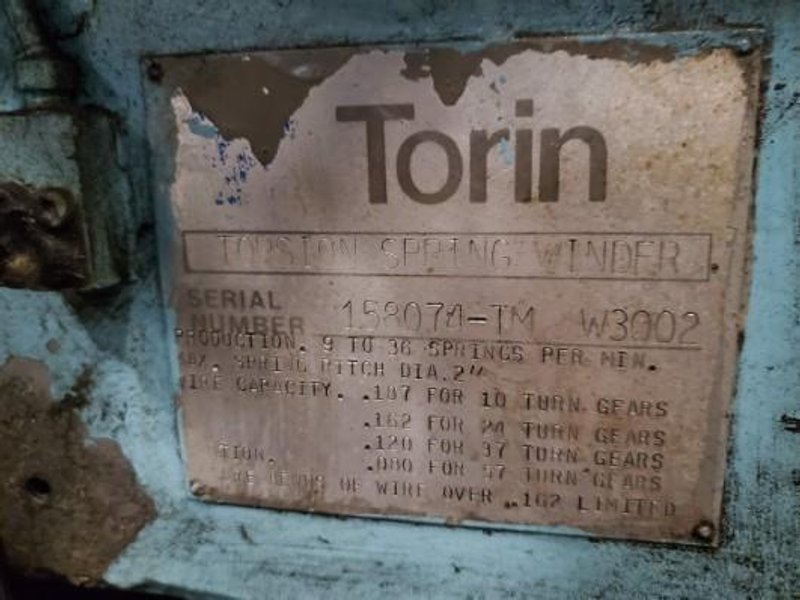 Torin
TORSION SPRING WINDER
SERIAL
NUMBER 158074-TM W3002
PRODUCTION. 9 TO 36 SPRINGS PER MIN.
MAX. SPRING PITCH DIA.2"
WIRE CAPACITY. .187 FOR 10 TURN GEARS
.162 FOR 24 TURN GEARS
.120 FOR 37 TURN GEARS
.080 FOR 57 TURN GEARS
OF WIRE OVER .162 LIMITED